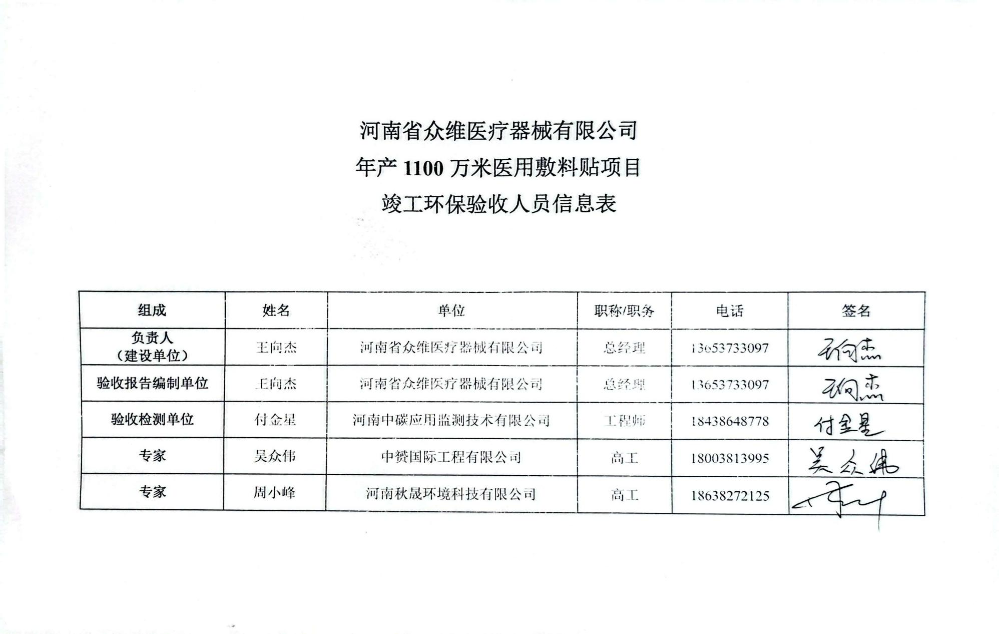 河南省众维医疗器械有限公司
年产 1100 万米医用敷料贴项目
竣工环保验收人员信息表
组成 姓名 单位 职称/职务 电话 签名
负责人
（建设单位） 王向杰 河南省众维医疗器械有限公司 总经理 13653733097 王向杰
验收报告编制单位 王向杰 河南省众维医疗器械有限公司 总经理 13653733097 王向杰
验收检测单位 付金星 河南中碳应用监测技术有限公司 工程师 18438648778 付金星
专家 吴众伟 中赟国际工程有限公司 高工 18003813995 吴众伟
专家 周小峰 河南秋晟环境科技有限公司 高工 18638272125